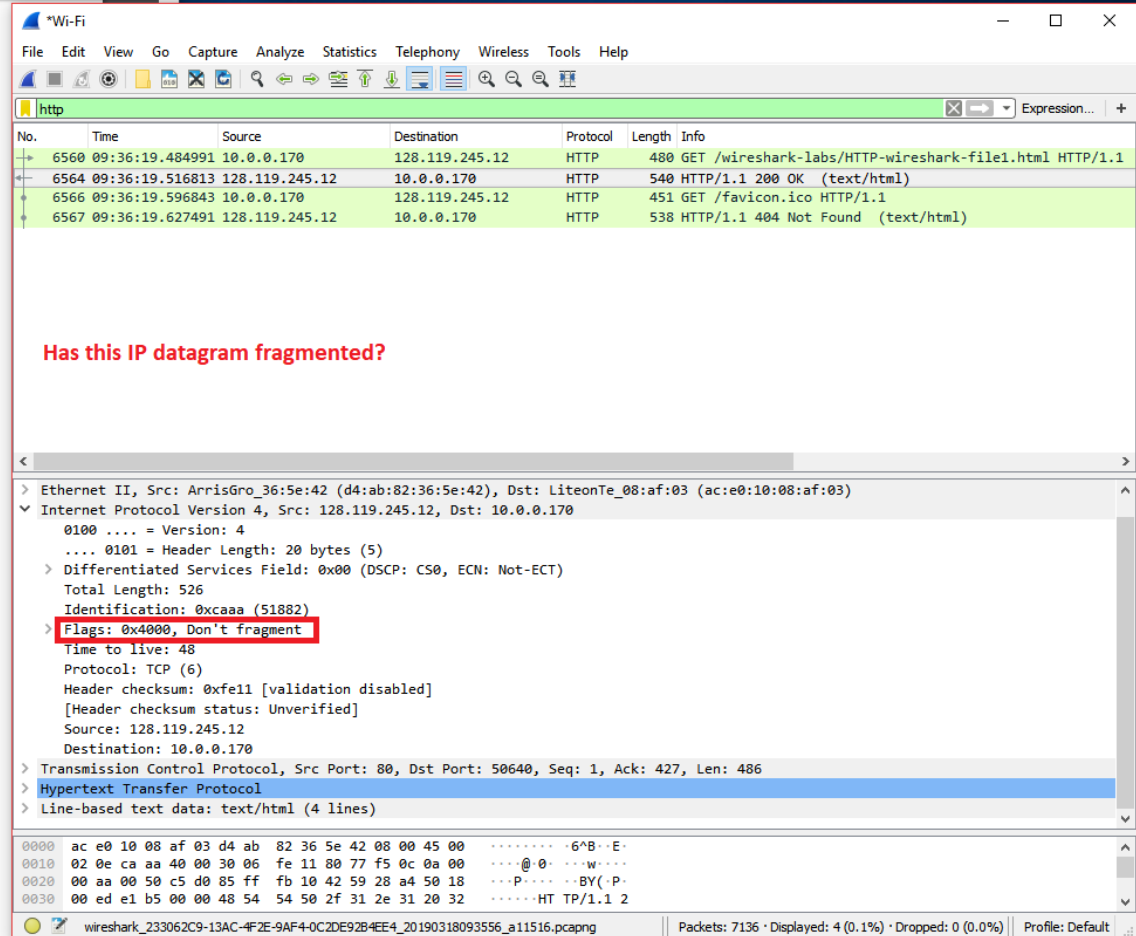 *Wi-Fi
File Edit View Go Capture Analyze Statistics Telephony Wireless Tools Help
http Expression... +
No. Time Source Destination Protocol Length Info
6560 09:36:19.484991 10.0.0.170 128.119.245.12 HTTP 480 GET /wireshark-labs/HTTP-wireshark-file1.html HTTP/1.1
6564 09:36:19.516813 128.119.245.12 10.0.0.170 HTTP 540 HTTP/1.1 200 OK (text/html)
6566 09:36:19.596843 10.0.0.170 128.119.245.12 HTTP 451 GET /favicon.ico HTTP/1.1
6567 09:36:19.627491 128.119.245.12 10.0.0.170 HTTP 538 HTTP/1.1 404 Not Found (text/html)
Has this IP datagram fragmented?
Ethernet II, Src: ArrisGro_36:5e:42 (d4:ab:82:36:5e:42), Dst: LiteonTe_08:af:03 (ac:e0:10:08:af:03)
Internet Protocol Version 4, Src: 128.119.245.12, Dst: 10.0.0.170
0100 .... = Version: 4
.... 0101 = Header Length: 20 bytes (5)
Differentiated Services Field: 0x00 (DSCP: CS0, ECN: Not-ECT)
Total Length: 526
Identification: 0xcaaa (51882)
Flags: 0x4000, Don't fragment
Time to live: 48
Protocol: TCP (6)
Header checksum: 0xfe11 [validation disabled]
[Header checksum status: Unverified]
Source: 128.119.245.12
Destination: 10.0.0.170
Transmission Control Protocol, Src Port: 80, Dst Port: 50640, Seq: 1, Ack: 427, Len: 486
Hypertext Transfer Protocol
Line-based text data: text/html (4 lines)
0000 ac e0 10 08 af 03 d4 ab 82 36 5e 42 08 00 45 00 ········ ·6^B··E·
0010 02 0e ca aa 40 00 30 06 fe 11 80 77 f5 0c 0a 00 ····@·0· ···w····
0020 00 aa 00 50 c5 d0 85 ff fb 10 42 59 28 a4 50 18 ···P···· ··BY(·P·
0030 00 ed e1 b5 00 00 48 54 54 50 2f 31 2e 31 20 32 ······HT TP/1.1 2
wireshark_233062C9-13AC-4F2E-9AF4-0C2DE92B4EE4_20190318093556_a11516.pcapng Packets: 7136 · Displayed: 4 (0.1%) · Dropped: 0 (0.0%) Profile: Default